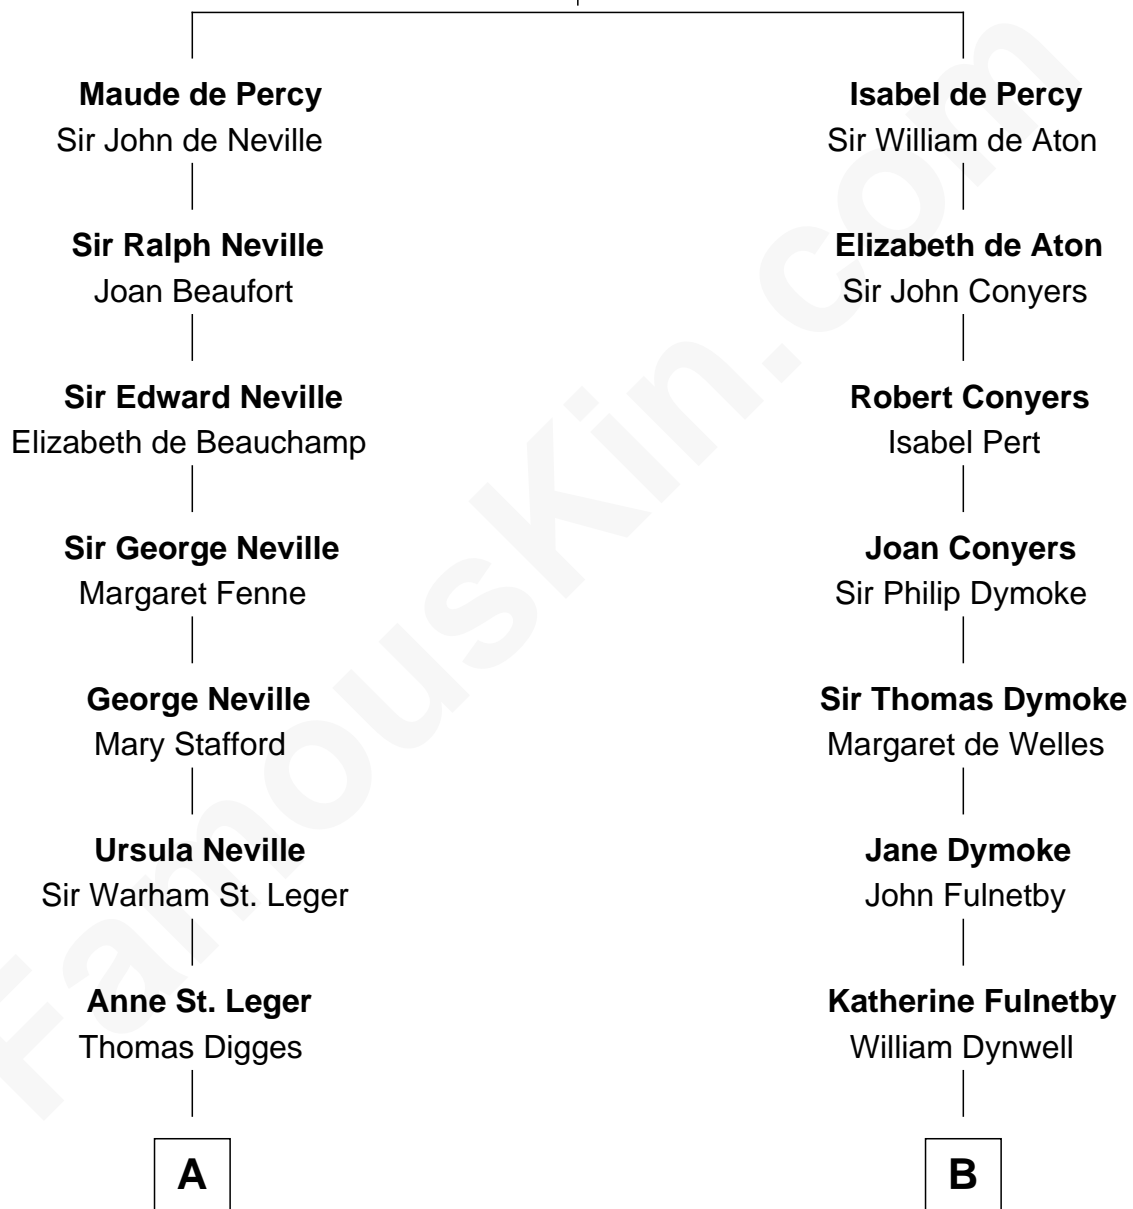 Maude de Percy
Sir John de Neville
Isabel de Percy
Sir William de Aton
Sir Ralph Neville
Joan Beaufort
Elizabeth de Aton
Sir John Conyers
Sir Edward Neville
Elizabeth de Beauchamp
Robert Conyers
Isabel Pert
Sir George Neville
Margaret Fenne
Joan Conyers
Sir Philip Dymoke
George Neville
Mary Stafford
Sir Thomas Dymoke
Margaret de Welles
Ursula Neville
Sir Warham St. Leger
Jane Dymoke
John Fulnetby
Anne St. Leger
Thomas Digges
Katherine Fulnetby
William Dynwell
A
B
FamousKin.com